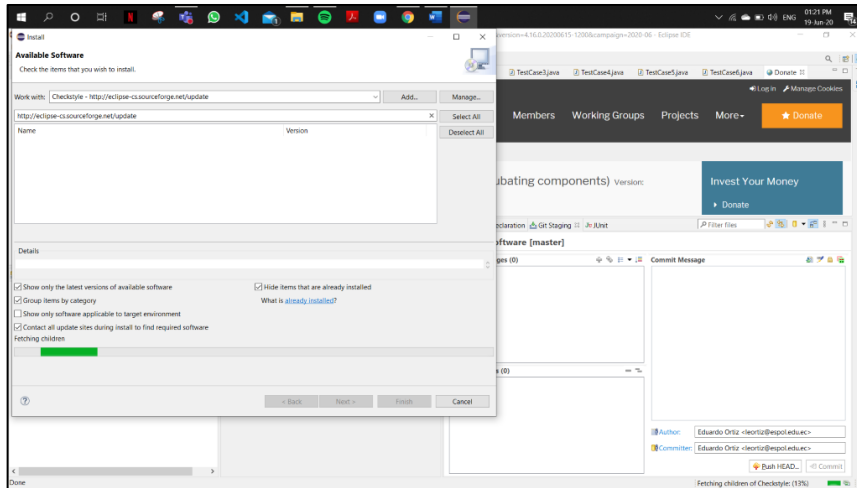 01:21 PM
ENG
19-Jun-20
Install
version=4.16.0.20200615-1200&campaign=2020-06 - Eclipse IDE
Available Software
Check the items that you wish to install.
TestCase3.java TestCase4.java TestCase5.java TestCase6.java Donate
Log in Manage Cookies
Work with: Checkstyle - http://eclipse-cs.sourceforge.net/update Add... Manage...
http://eclipse-cs.sourceforge.net/update Select All
Members Working Groups Projects More Donate
Name Version Deselect All
ubating components) Version:
Invest Your Money
Donate
eclaration Git Staging JUnit
Filter files
oftware [master]
Details
ges (0) Commit Message
Show only the latest versions of available software
Hide items that are already installed
Group items by category
What is already installed?
Show only software applicable to target environment
Contact all update sites during install to find required software
Fetching children
s (0)
< Back Next > Finish Cancel
Author: Eduardo Ortiz <leortiz@espol.edu.ec>
Committer: Eduardo Ortiz <leortiz@espol.edu.ec>
Push HEAD... Commit
Done
Fetching children of Checkstyle: (13%)